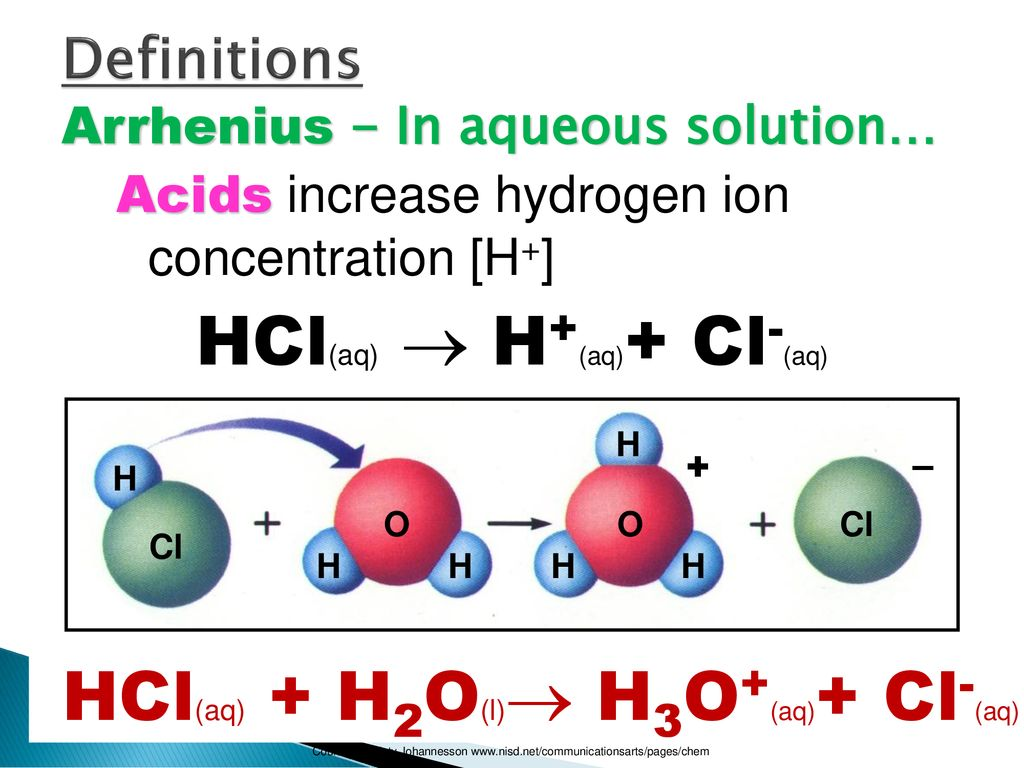 Definitions
Arrhenius - In aqueous solution…
Acids increase hydrogen ion
concentration [H⁺]
HCl(aq) → H⁺(aq)+ Cl⁻(aq)
H
Cl
+
O
H H
→
H
O
H H
+
+
Cl
–
HCl(aq) + H₂O(l)→ H₃O⁺(aq)+ Cl⁻(aq)
Johannesson www.nisd.net/communicationsarts/pages/chem